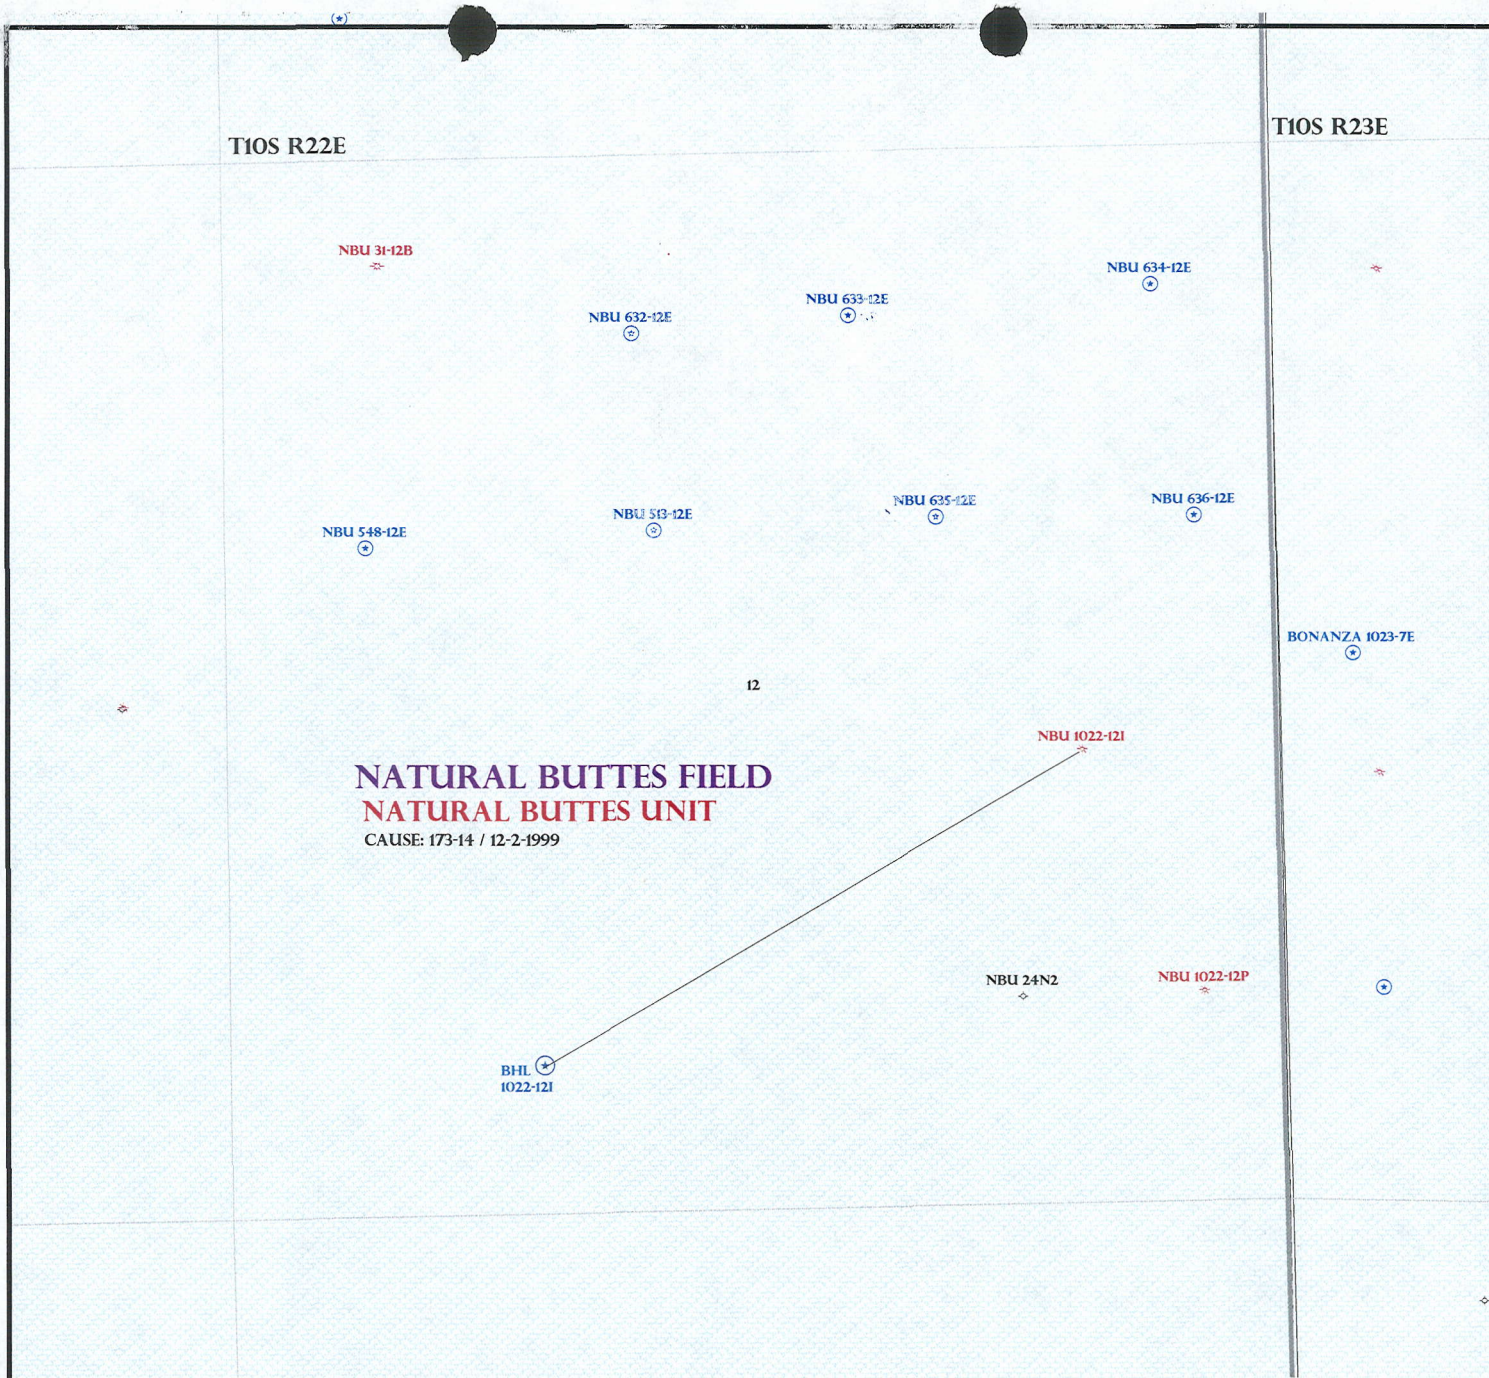 T10S R22E
T10S R23E
NBU 31-12B
NBU 634-12E
NBU 633-12E
NBU 632-12E
NBU 636-12E
NBU 635-12E
NBU 513-12E
NBU 548-12E
BONANZA 1023-7E
12
NBU 1022-12I
NATURAL BUTTES FIELD
NATURAL BUTTES UNIT
CAUSE: 173-14 / 12-2-1999
NBU 24N2
NBU 1022-12P
BHL
1022-12I